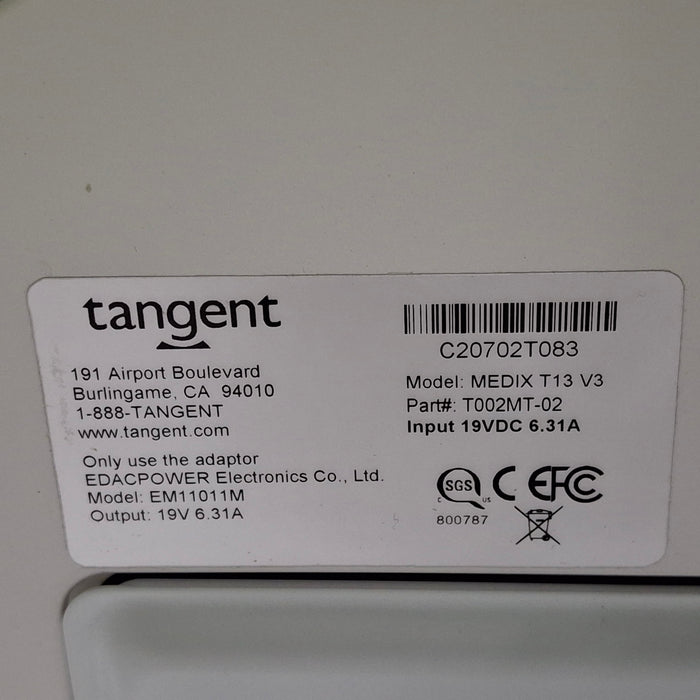 tangent
191 Airport Boulevard
Burlingame, CA 94010
1-888-TANGENT
www.tangent.com
Only use the adaptor
EDACPOWER Electronics Co., Ltd.
Model: EM11011M
Output: 19V 6.31A
C20702T083
Model: MEDIX T13 V3
Part#: T002MT-02
Input 19VDC 6.31A
C SGS US CE FC
800787